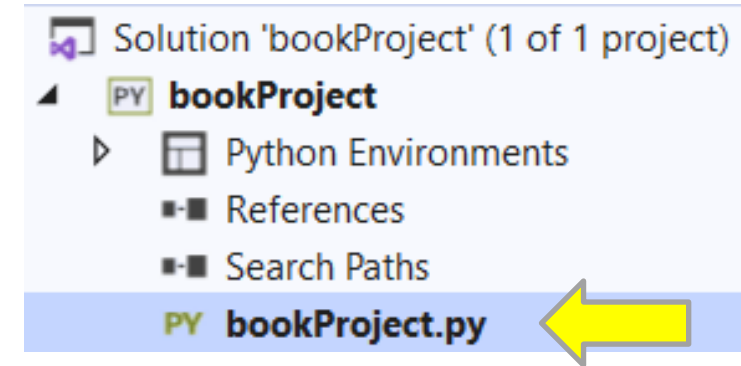 Solution 'bookProject' (1 of 1 project)
PY bookProject
Python Environments
References
Search Paths
PY bookProject.py